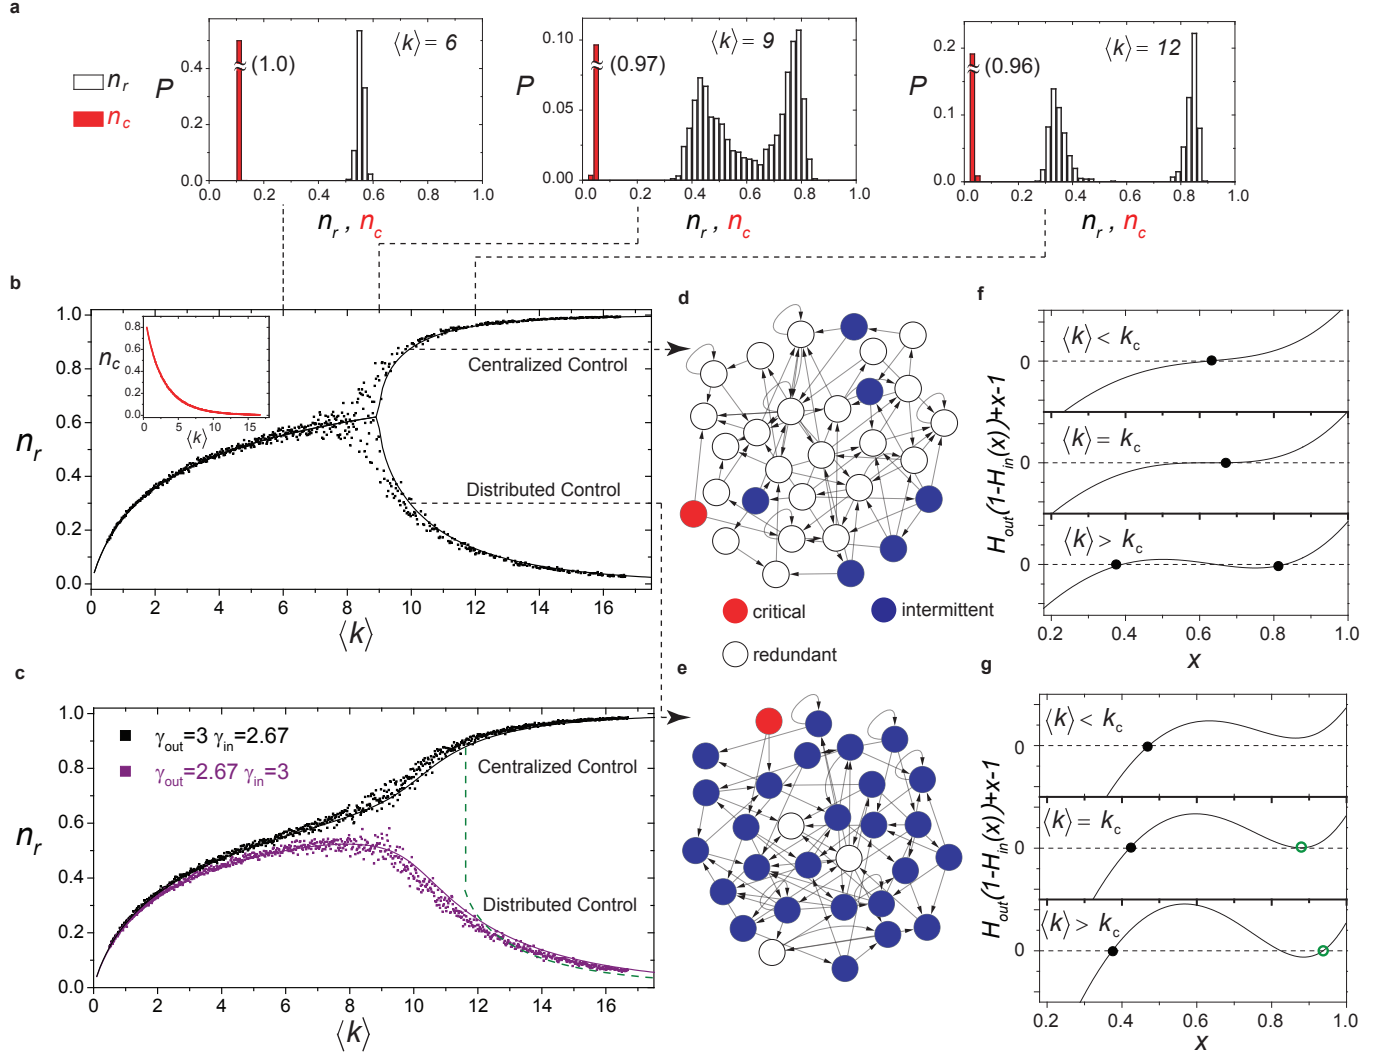 a
n_r
n_c
P
0.4
0.2
0.0
(1.0)
⟨k⟩ = 6
0.0 0.2 0.4 0.6 0.8 1.0
n_r , n_c
P
0.10
0.05
0.00
(0.97)
⟨k⟩ = 9
0.0 0.2 0.4 0.6 0.8 1.0
n_r , n_c
P
0.2
0.1
0.0
(0.96)
⟨k⟩ = 12
0.0 0.2 0.4 0.6 0.8 1.0
n_r , n_c
b
n_r
1.0
0.8
0.6
0.4
0.2
0.0
n_c
0.8
0.6
0.4
0.2
0.0
0 5 10 15
⟨k⟩
Centralized Control
Distributed Control
0 2 4 6 8 10 12 14 16
⟨k⟩
c
n_r
1.0
0.8
0.6
0.4
0.2
0.0
γ_out=3 γ_in=2.67
γ_out=2.67 γ_in=3
Centralized Control
Distributed Control
0 2 4 6 8 10 12 14 16
⟨k⟩
d
critical
intermittent
redundant
e
f
H_out(1-H_in(x))+x-1
⟨k⟩ < k_c
0
⟨k⟩ = k_c
0
⟨k⟩ > k_c
0
0.2 0.4 0.6 0.8 1.0
x
g
H_out(1-H_in(x))+x-1
⟨k⟩ < k_c
0
⟨k⟩ = k_c
0
⟨k⟩ > k_c
0
0.2 0.4 0.6 0.8 1.0
x